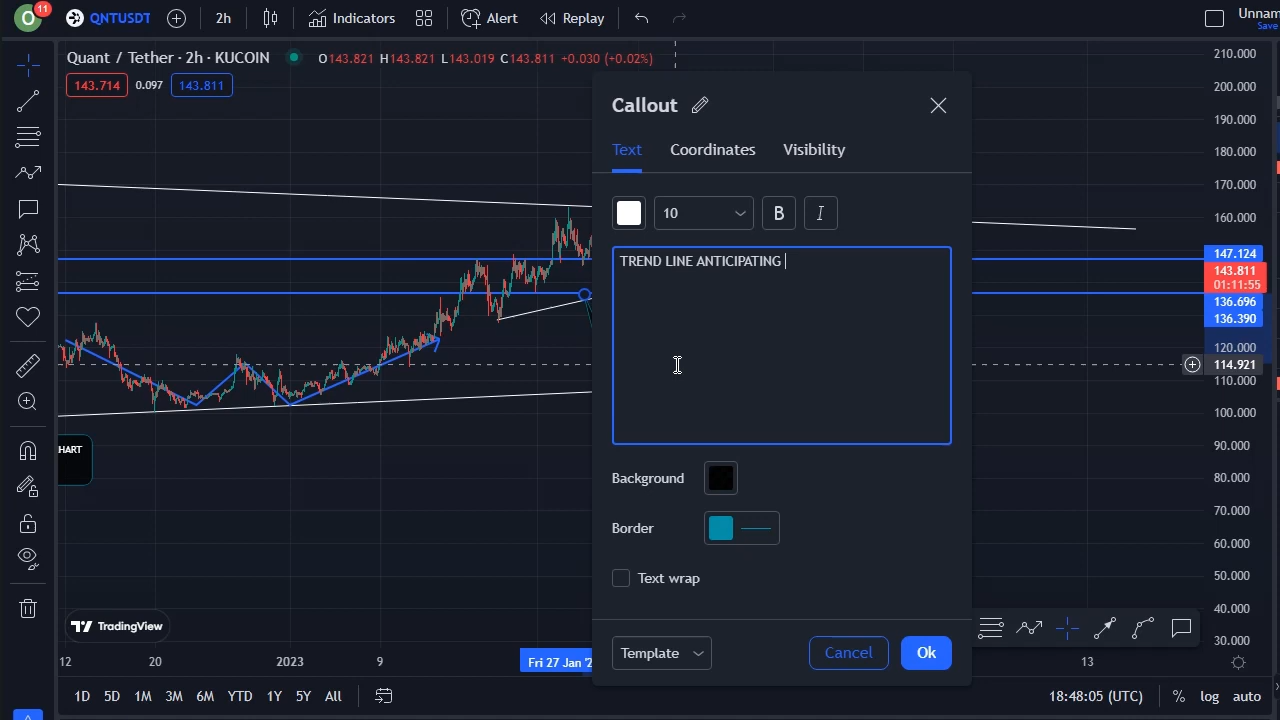 O
11
QNTUSDT
2h
Indicators
Alert
Replay
Unnam
Save
Quant / Tether · 2h · KUCOIN
O143.821 H143.821 L143.019 C143.811 +0.030 (+0.02%)
143.714
0.097
143.811
Callout
Text
Coordinates
Visibility
10
B
I
TREND LINE ANTICIPATING
Background
Border
Text wrap
Template
Cancel
Ok
HART
TradingView
210.000
200.000
190.000
180.000
170.000
160.000
147.124
143.811
01:11:55
136.696
136.390
120.000
114.921
110.000
100.000
90.000
80.000
70.000
60.000
50.000
40.000
30.000
12
20
2023
9
Fri 27 Jan '2
13
1D
5D
1M
3M
6M
YTD
1Y
5Y
All
18:48:05 (UTC)
%
log
auto